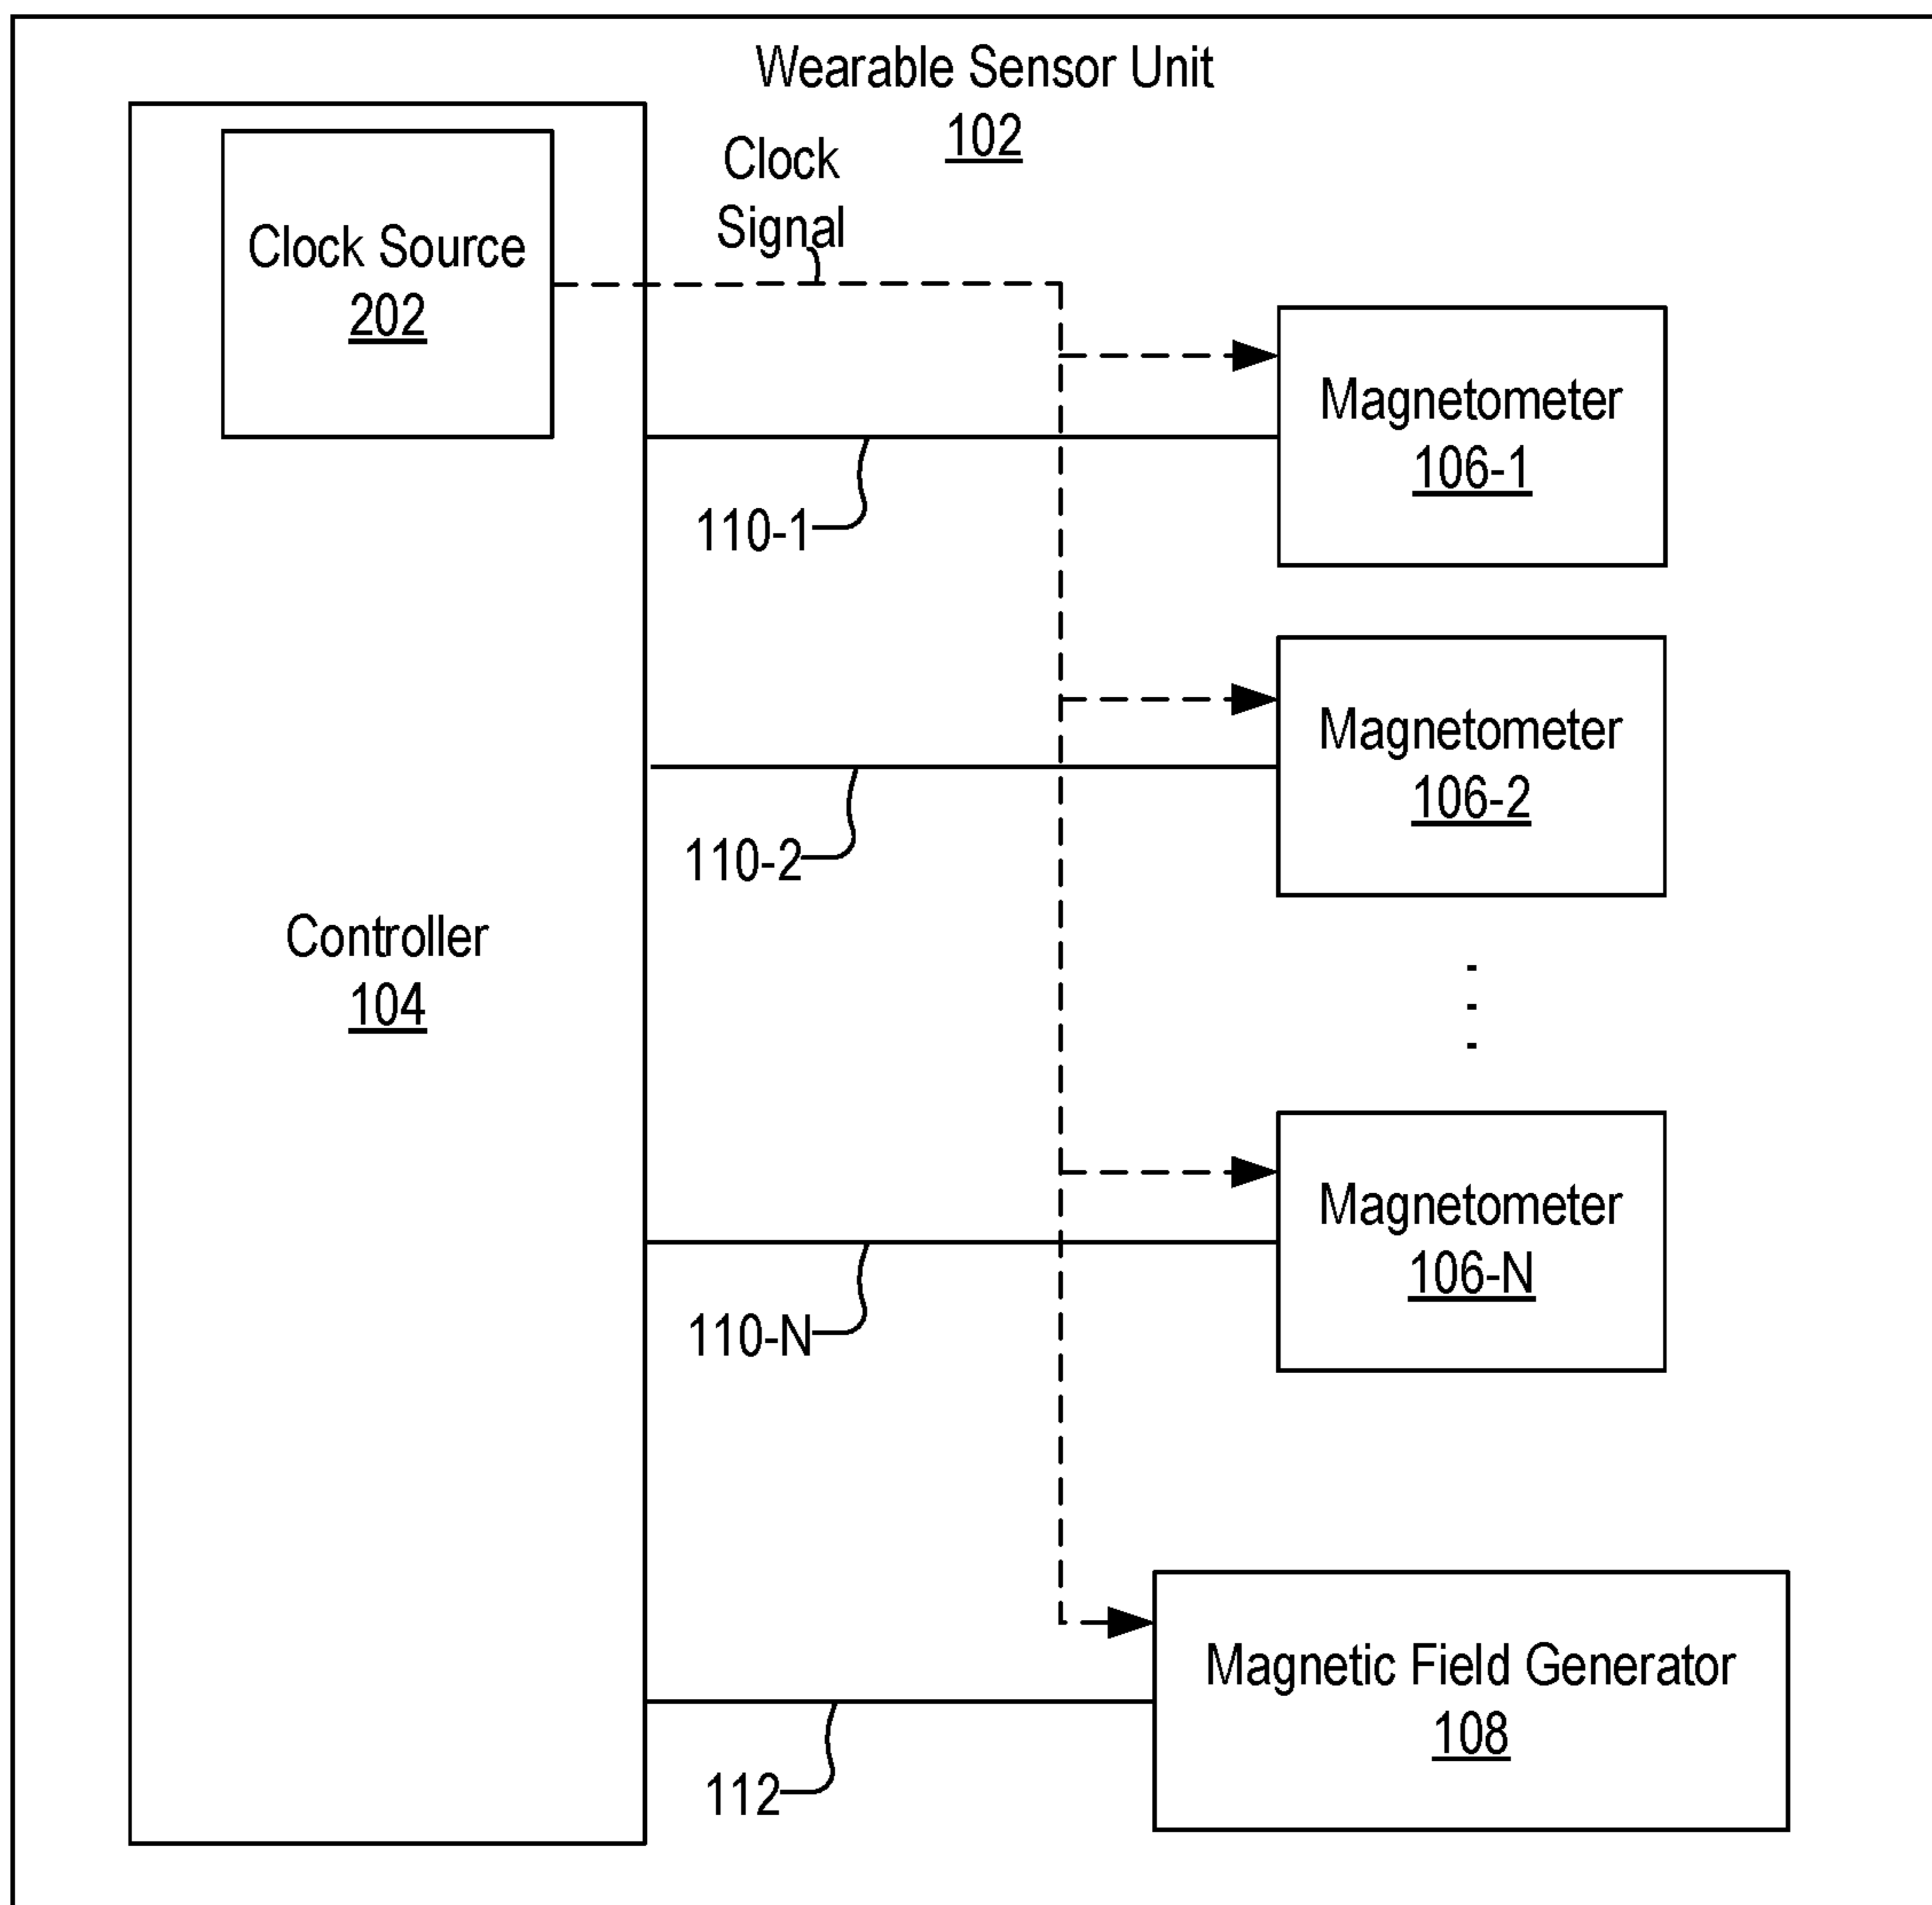 Wearable Sensor Unit
102
Clock
Signal
Clock Source
202
Magnetometer
106-1
110-1
Magnetometer
106-2
110-2
Controller
104
Magnetometer
106-N
110-N
Magnetic Field Generator
108
112